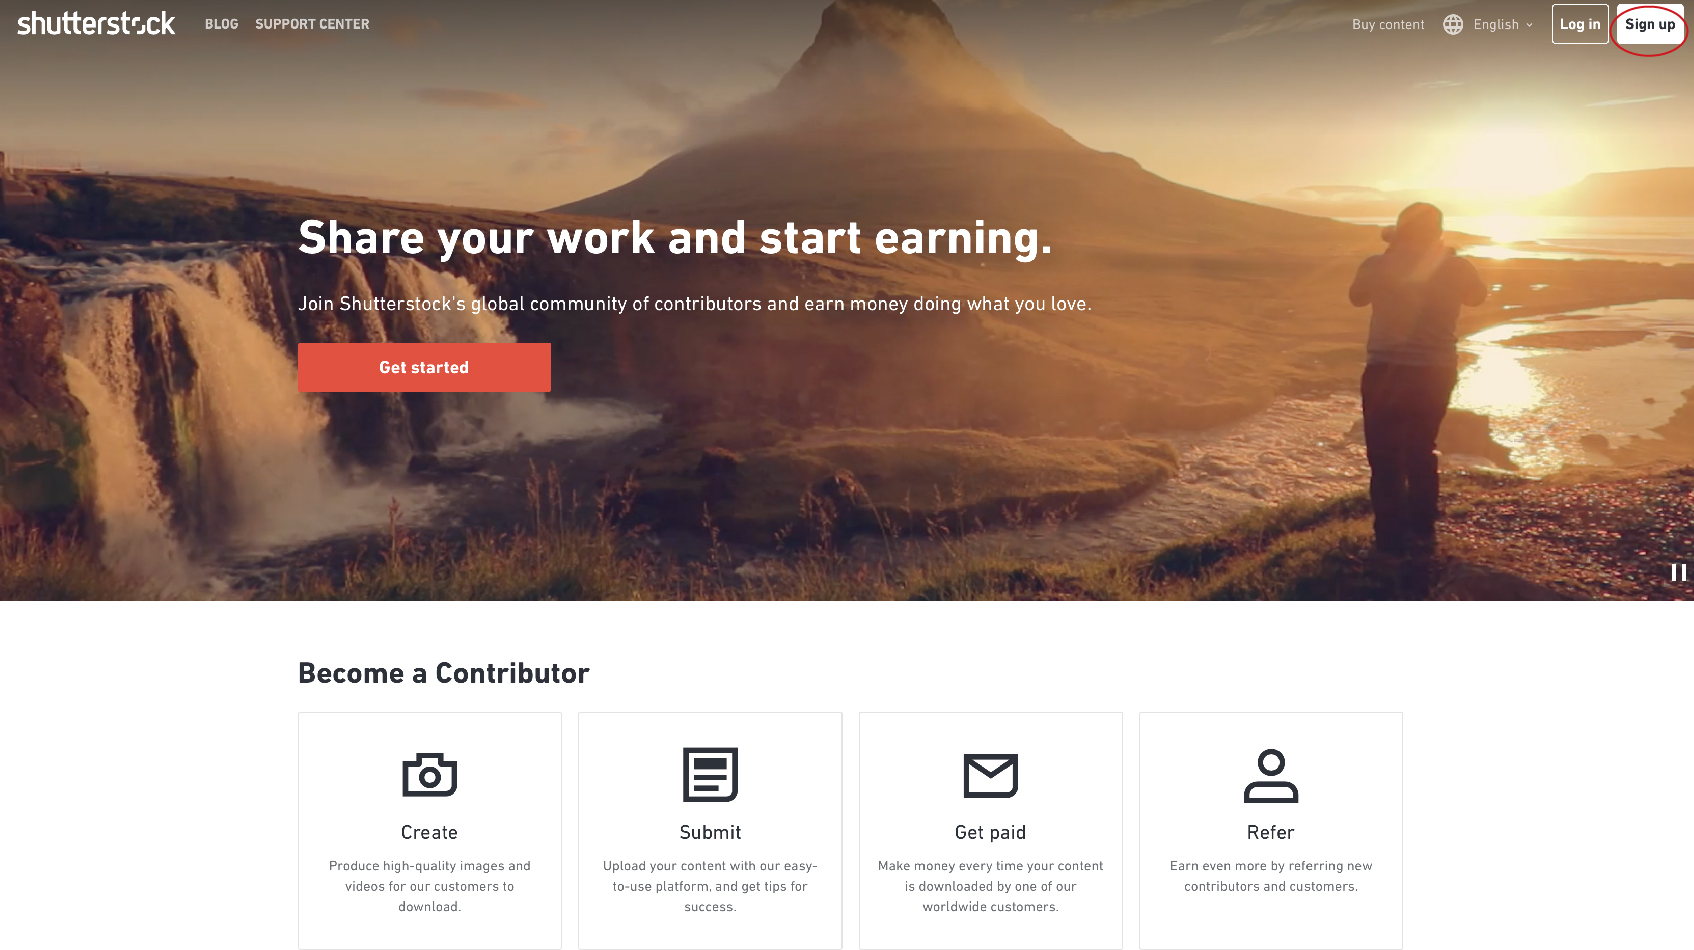 shutterstock BLOG SUPPORT CENTER Buy content English Log in Sign up
Share your work and start earning.
Join Shutterstock's global community of contributors and earn money doing what you love.
Get started
Become a Contributor
Create
Produce high-quality images and
videos for our customers to
download.
Submit
Upload your content with our easy-
to-use platform, and get tips for
success.
Get paid
Make money every time your content
is downloaded by one of our
worldwide customers.
Refer
Earn even more by referring new
contributors and customers.